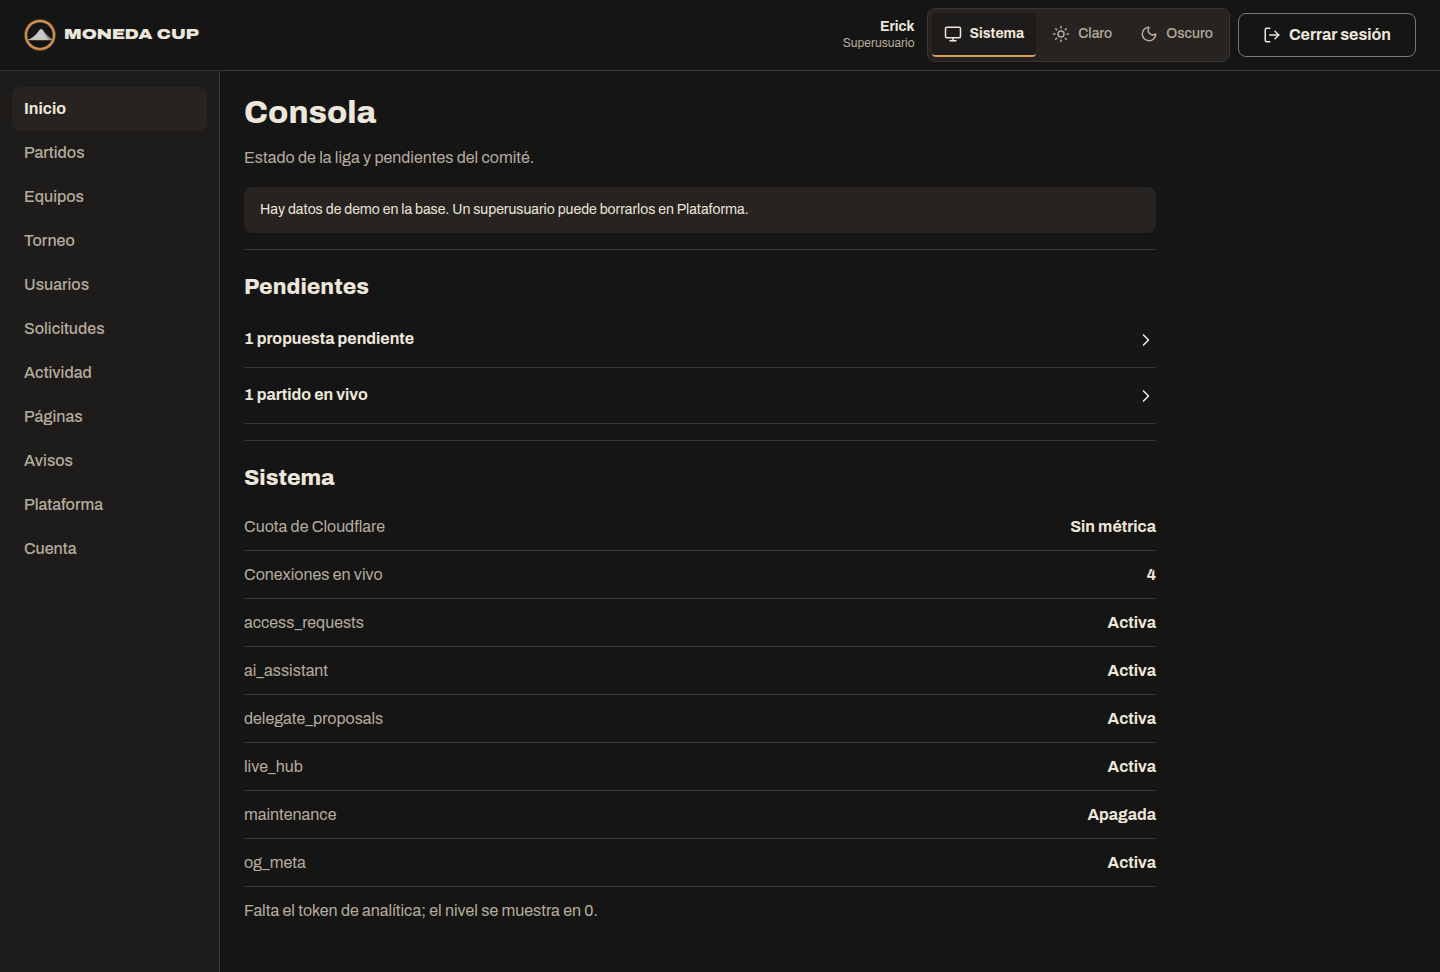 MONEDA CUP
Erick
Superusuario
Sistema
Claro
Oscuro
Cerrar sesión
Inicio
Partidos
Equipos
Torneo
Usuarios
Solicitudes
Actividad
Páginas
Avisos
Plataforma
Cuenta
Consola
Estado de la liga y pendientes del comité.
Hay datos de demo en la base. Un superusuario puede borrarlos en Plataforma.
Pendientes
1 propuesta pendiente
1 partido en vivo
Sistema
Cuota de Cloudflare Sin métrica
Conexiones en vivo 4
access_requests Activa
ai_assistant Activa
delegate_proposals Activa
live_hub Activa
maintenance Apagada
og_meta Activa
Falta el token de analítica; el nivel se muestra en 0.